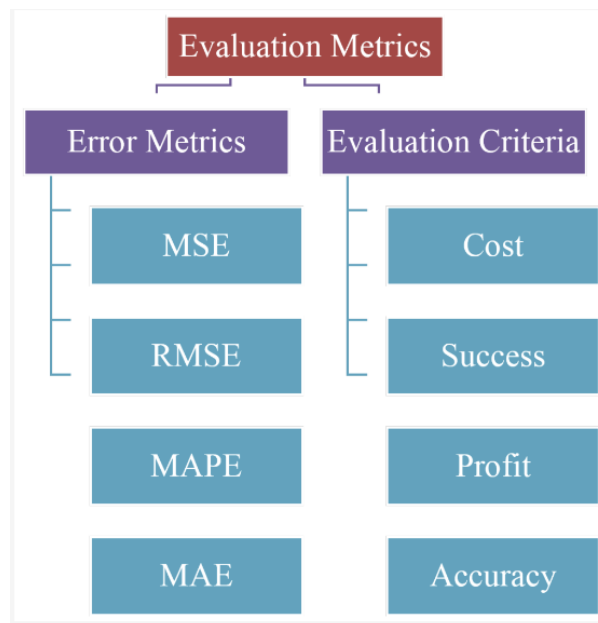 Evaluation Metrics
Error Metrics
Evaluation Criteria
MSE
Cost
RMSE
Success
MAPE
Profit
MAE
Accuracy